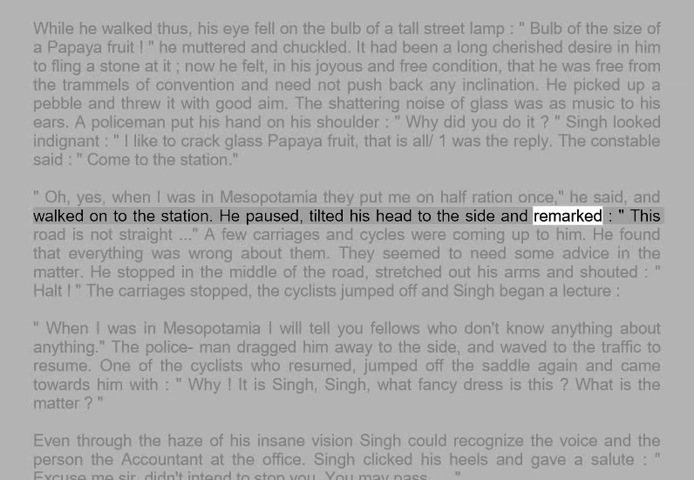 While he walked thus, his eye fell on the bulb of a tall street lamp : " Bulb of the size of
a Papaya fruit ! " he muttered and chuckled. It had been a long cherished desire in him
to fling a stone at it ; now he felt, in his joyous and free condition, that he was free from
the trammels of convention and need not push back any inclination. He picked up a
pebble and threw it with good aim. The shattering noise of glass was as music to his
ears. A policeman put his hand on his shoulder : " Why did you do it ? " Singh looked
indignant : " I like to crack glass Papaya fruit, that is all/ 1 was the reply. The constable
said : " Come to the station."
" Oh, yes, when I was in Mesopotamia they put me on half ration once," he said, and
walked on to the station. He paused, tilted his head to the side and remarked : " This
road is not straight ..." A few carriages and cycles were coming up to him. He found
that everything was wrong about them. They seemed to need some advice in the
matter. He stopped in the middle of the road, stretched out his arms and shouted : "
Halt ! " The carriages stopped, the cyclists jumped off and Singh began a lecture :
" When I was in Mesopotamia I will tell you fellows who don't know anything about
anything." The police- man dragged him away to the side, and waved to the traffic to
resume. One of the cyclists who resumed, jumped off the saddle again and came
towards him with : " Why ! It is Singh, Singh, what fancy dress is this ? What is the
matter ? "
Even through the haze of his insane vision Singh could recognize the voice and the
person the Accountant at the office. Singh clicked his heels and gave a salute : "
Excuse me sir, didn't intend to stop you. You may pass.... "